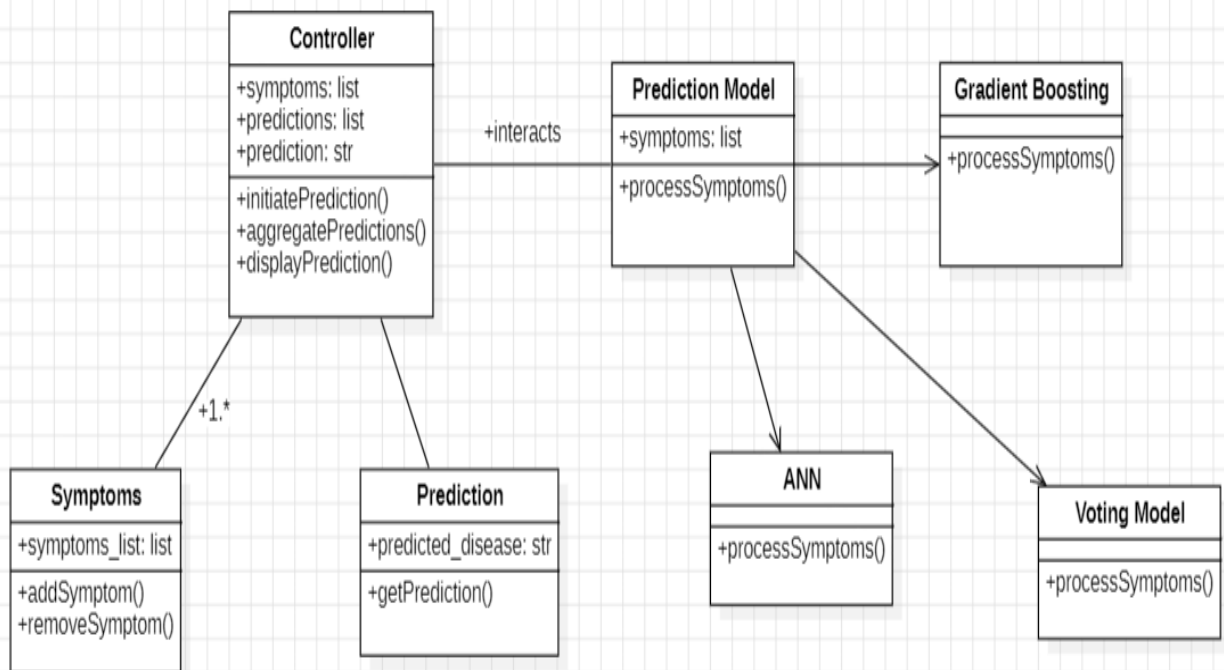 Controller
+symptoms: list
+predictions: list
+prediction: str
+initiatePrediction()
+aggregatePredictions()
+displayPrediction()
+interacts
Prediction Model
+symptoms: list
+processSymptoms()
Gradient Boosting
+processSymptoms()
+1.*
Symptoms
+symptoms_list: list
+addSymptom()
+removeSymptom()
Prediction
+predicted_disease: str
+getPrediction()
ANN
+processSymptoms()
Voting Model
+processSymptoms()